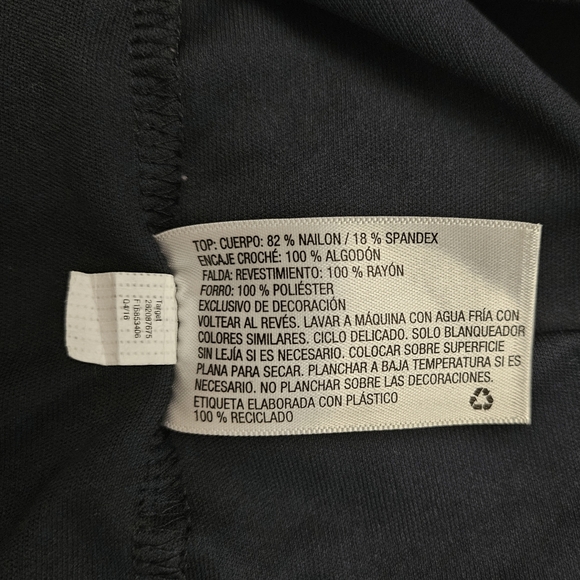 TOP: CUERPO: 82 % NAILON / 18 % SPANDEX
ENCAJE CROCHÉ: 100 % ALGODÓN
FALDA: REVESTIMIENTO: 100 % RAYÓN
FORRO: 100 % POLIÉSTER
EXCLUSIVO DE DECORACIÓN
VOLTEAR AL REVÉS. LAVAR A MÁQUINA CON AGUA FRÍA CON
COLORES SIMILARES. CICLO DELICADO. SOLO BLANQUEADOR
SIN LEJÍA SI ES NECESARIO. COLOCAR SOBRE SUPERFICIE
PLANA PARA SECAR. PLANCHAR A BAJA TEMPERATURA SI ES
NECESARIO. NO PLANCHAR SOBRE LAS DECORACIONES.
ETIQUETA ELABORADA CON PLÁSTICO
100 % RECICLADO
Target
04/16